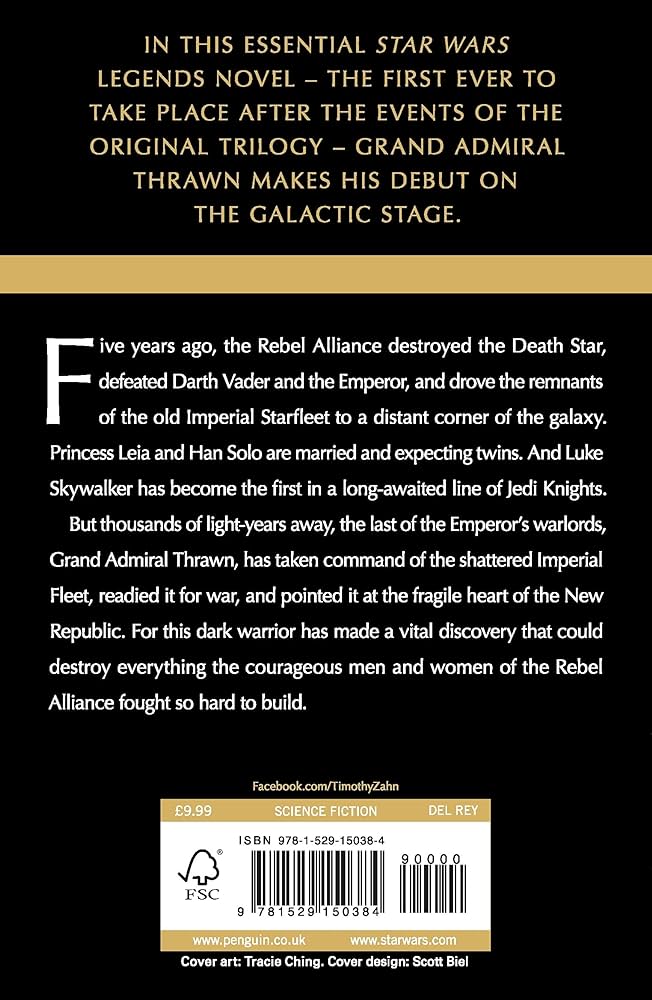 IN THIS ESSENTIAL STAR WARS
LEGENDS NOVEL – THE FIRST EVER TO
TAKE PLACE AFTER THE EVENTS OF THE
ORIGINAL TRILOGY – GRAND ADMIRAL
THRAWN MAKES HIS DEBUT ON
THE GALACTIC STAGE.
Five years ago, the Rebel Alliance destroyed the Death Star,
defeated Darth Vader and the Emperor, and drove the remnants
of the old Imperial Starfleet to a distant corner of the galaxy.
Princess Leia and Han Solo are married and expecting twins. And Luke
Skywalker has become the first in a long-awaited line of Jedi Knights.
But thousands of light-years away, the last of the Emperor's warlords,
Grand Admiral Thrawn, has taken command of the shattered Imperial
Fleet, readied it for war, and pointed it at the fragile heart of the New
Republic. For this dark warrior has made a vital discovery that could
destroy everything the courageous men and women of the Rebel
Alliance fought so hard to build.
Facebook.com/TimothyZahn
£9.99 SCIENCE FICTION DEL REY
ISBN 978-1-529-15038-4
90000
® FSC
9 781529 150384
www.penguin.co.uk www.starwars.com
Cover art: Tracie Ching. Cover design: Scott Biel